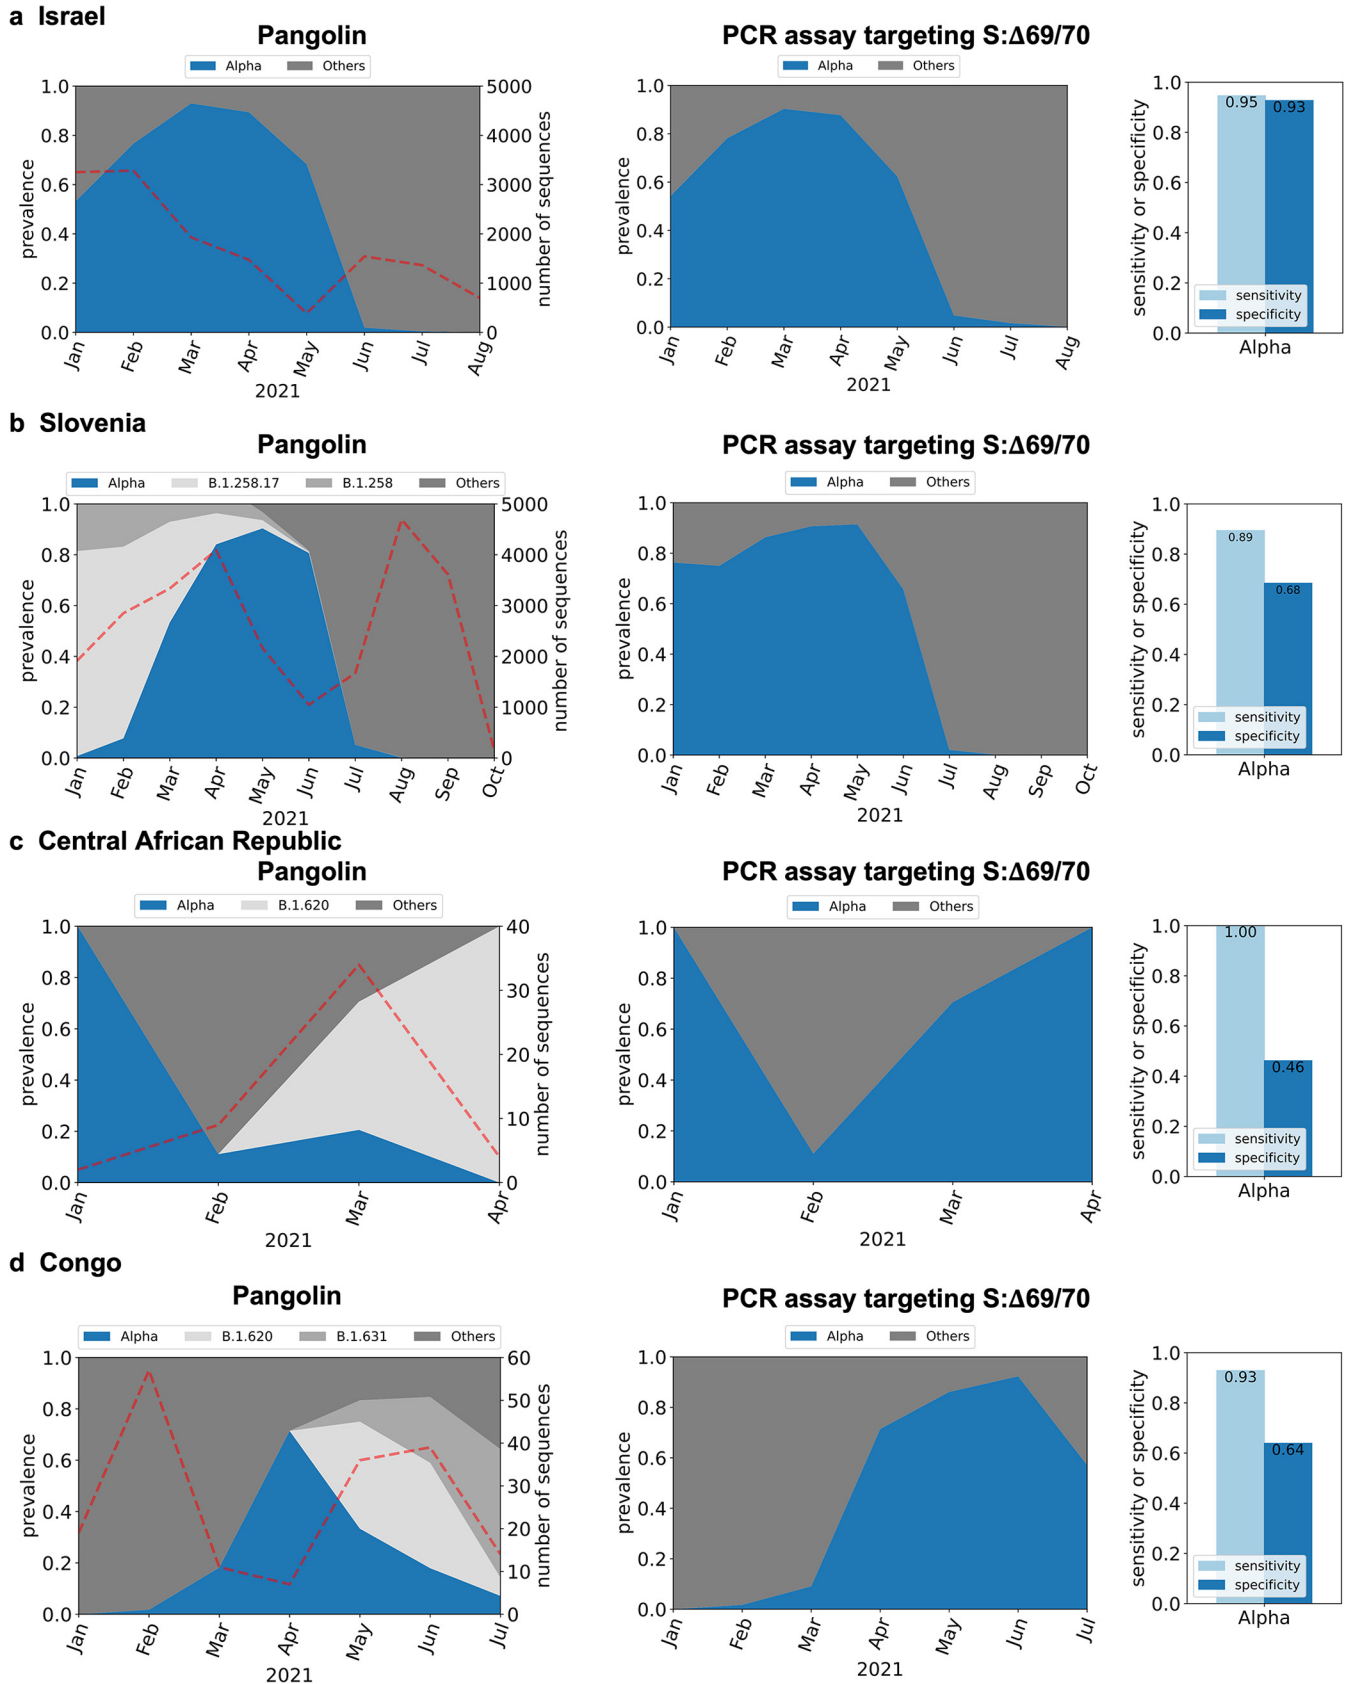 a Israel
Pangolin
Alpha Others
1.0
0.8
0.6
0.4
0.2
0.0
prevalence
5000
4000
3000
2000
1000
0
number of sequences
Jan Feb Mar Apr May Jun Jul Aug
2021
PCR assay targeting S:Δ69/70
Alpha Others
1.0
0.8
0.6
0.4
0.2
0.0
prevalence
Jan Feb Mar Apr May Jun Jul Aug
2021
1.0
0.8
0.6
0.4
0.2
0.0
sensitivity or specificity
0.95 0.93
sensitivity
specificity
Alpha
b Slovenia
Pangolin
Alpha B.1.258.17 B.1.258 Others
1.0
0.8
0.6
0.4
0.2
0.0
prevalence
5000
4000
3000
2000
1000
0
number of sequences
Jan Feb Mar Apr May Jun Jul Aug Sep Oct
2021
PCR assay targeting S:Δ69/70
Alpha Others
1.0
0.8
0.6
0.4
0.2
0.0
prevalence
Jan Feb Mar Apr May Jun Jul Aug Sep Oct
2021
1.0
0.8
0.6
0.4
0.2
0.0
sensitivity or specificity
0.89
0.68
sensitivity
specificity
Alpha
c Central African Republic
Pangolin
Alpha B.1.620 Others
1.0
0.8
0.6
0.4
0.2
0.0
prevalence
40
30
20
10
0
number of sequences
Jan Feb Mar Apr
2021
PCR assay targeting S:Δ69/70
Alpha Others
1.0
0.8
0.6
0.4
0.2
0.0
prevalence
Jan Feb Mar Apr
2021
1.0
0.8
0.6
0.4
0.2
0.0
sensitivity or specificity
1.00
0.46
sensitivity
specificity
Alpha
d Congo
Pangolin
Alpha B.1.620 B.1.631 Others
1.0
0.8
0.6
0.4
0.2
0.0
prevalence
60
50
40
30
20
10
0
number of sequences
Jan Feb Mar Apr May Jun Jul
2021
PCR assay targeting S:Δ69/70
Alpha Others
1.0
0.8
0.6
0.4
0.2
0.0
prevalence
Jan Feb Mar Apr May Jun Jul
2021
1.0
0.8
0.6
0.4
0.2
0.0
sensitivity or specificity
0.93
0.64
sensitivity
specificity
Alpha